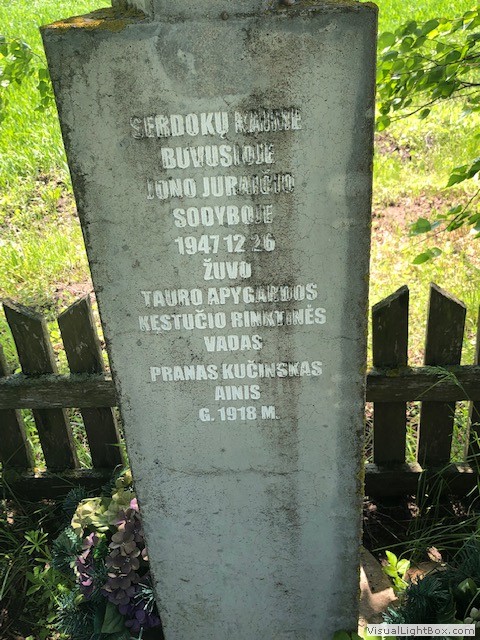 SERDOKŲ KAIME
BUVUSIOJE
JONO JURAIČIO
SODYBOJE
1947 12 26
ŽUVO
TAURO APYGARDOS
KESTUČIO RINKTINĖS
VADAS
PRANAS KUČINSKAS
AINIS
G. 1918 M.
VisualLightBox.com